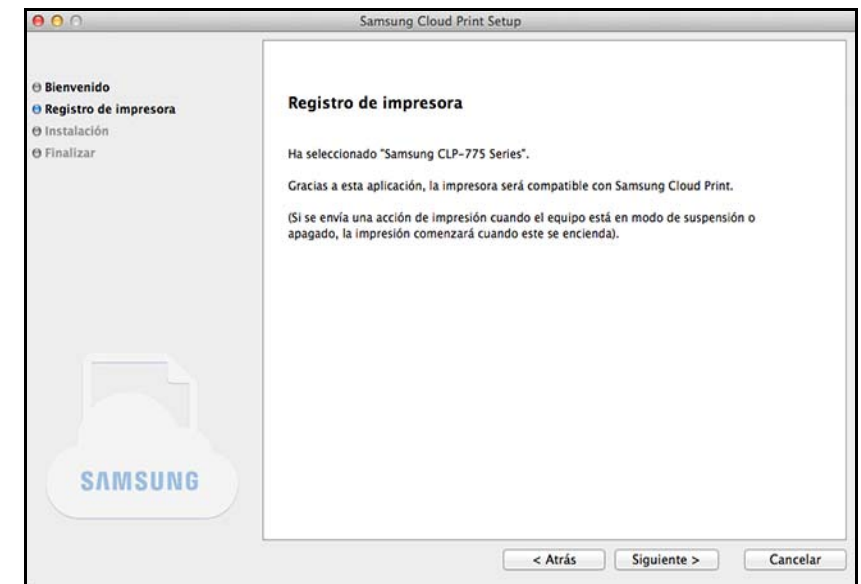 Samsung Cloud Print Setup
Bienvenido
Registro de impresora
Instalación
Finalizar
Registro de impresora
Ha seleccionado "Samsung CLP-775 Series".
Gracias a esta aplicación, la impresora será compatible con Samsung Cloud Print.
(Si se envía una acción de impresión cuando el equipo está en modo de suspensión o
apagado, la impresión comenzará cuando este se encienda).
SAMSUNG
< Atrás
Siguiente >
Cancelar